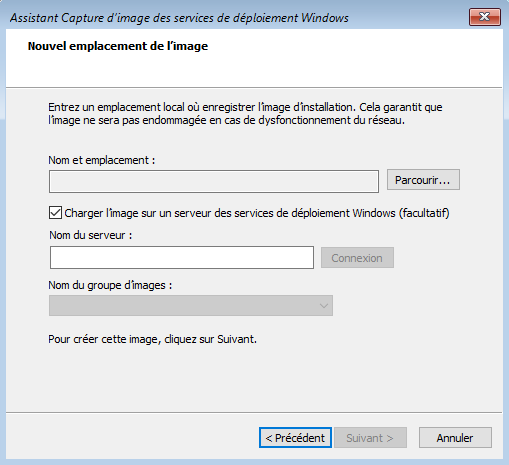 Assistant Capture d'image des services de déploiement Windows
Nouvel emplacement de l'image
Entrez un emplacement local où enregistrer l'image d'installation. Cela garantit que
l'image ne sera pas endommagée en cas de dysfonctionnement du réseau.
Nom et emplacement :
Parcourir...
Charger l'image sur un serveur des services de déploiement Windows (facultatif)
Nom du serveur :
Connexion
Nom du groupe d'images :
Pour créer cette image, cliquez sur Suivant.
< Précédent Suivant > Annuler